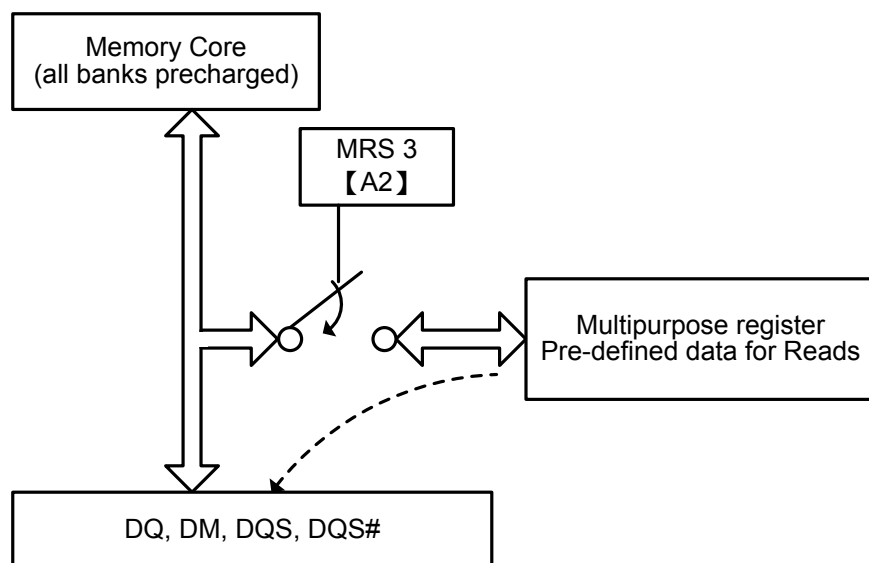 Memory Core
(all banks precharged)
MRS 3
【A2】
Multipurpose register
Pre-defined data for Reads
DQ, DM, DQS, DQS#